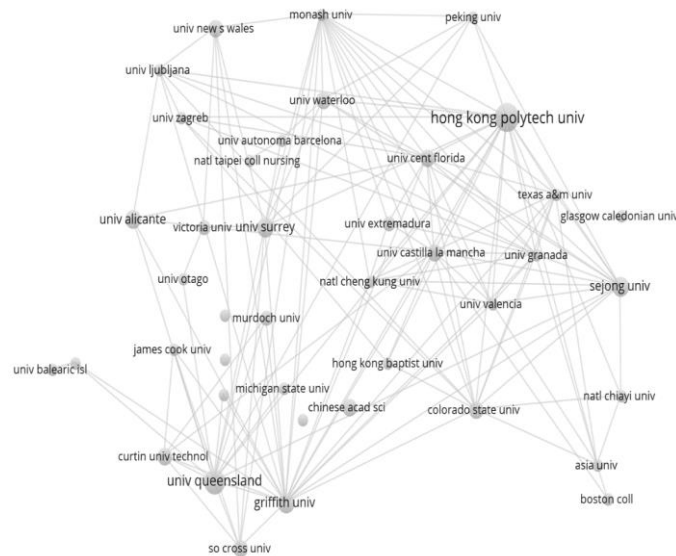 monash univ
peking univ
univ new s wales
univ ljubljana
univ waterloo
hong kong polytech univ
univ zagreb
univ autonoma barcelona
natl taipei coll nursing
univ cent florida
texas a&m univ
glasgow caledonian univ
univ alicante
victoria univ
univ surrey
univ extremadura
univ castilla la mancha
univ granada
univ otago
natl cheng kung univ
sejong univ
univ valencia
murdoch univ
james cook univ
hong kong baptist univ
univ balearic isl
michigan state univ
natl chiayi univ
chinese acad sci
colorado state univ
curtin univ technol
asia univ
univ queensland
griffith univ
boston coll
so cross univ